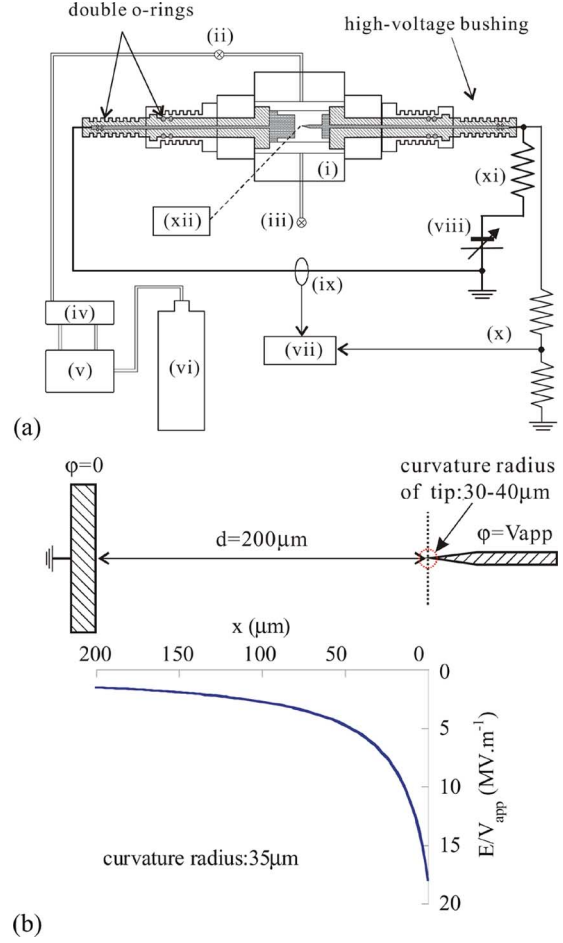 (a)
double o-rings
(ii)
high-voltage bushing
(i)
(xi)
(xii)
(iii)
(viii)
(ix)
(iv)
(x)
(v)
(vi)
(vii)
φ=0
curvature radius
of tip:30-40μm
d=200μm
φ=Vapp
x (μm)
200 150 100 50 0
0
5
10
15
20
E/Vapp (MV.m-1)
curvature radius:35μm
(b)